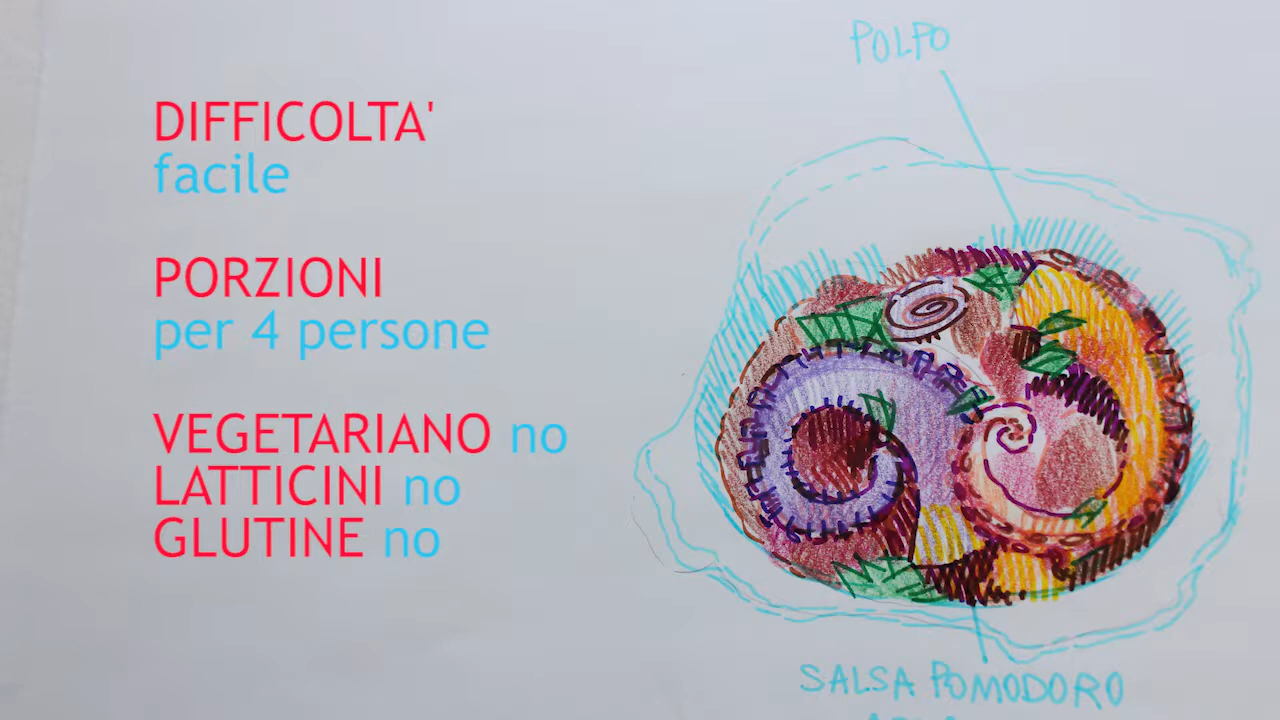 POLPO
DIFFICOLTA'
facile
PORZIONI
per 4 persone
VEGETARIANO no
LATTICINI no
GLUTINE no
SALSA POMODORO